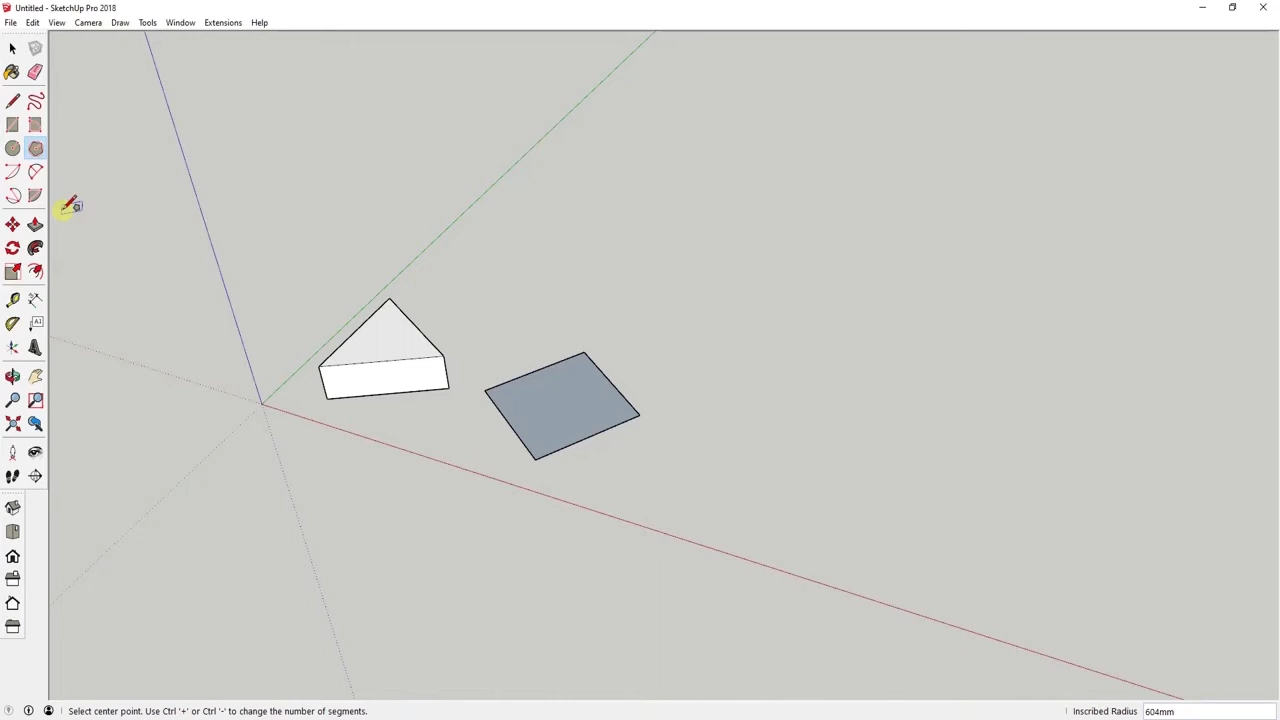 Untitled - SketchUp Pro 2018
File Edit View Camera Draw Tools Window Extensions Help
A1
Select center point. Use Ctrl '+' or Ctrl '-' to change the number of segments.
Inscribed Radius 604mm